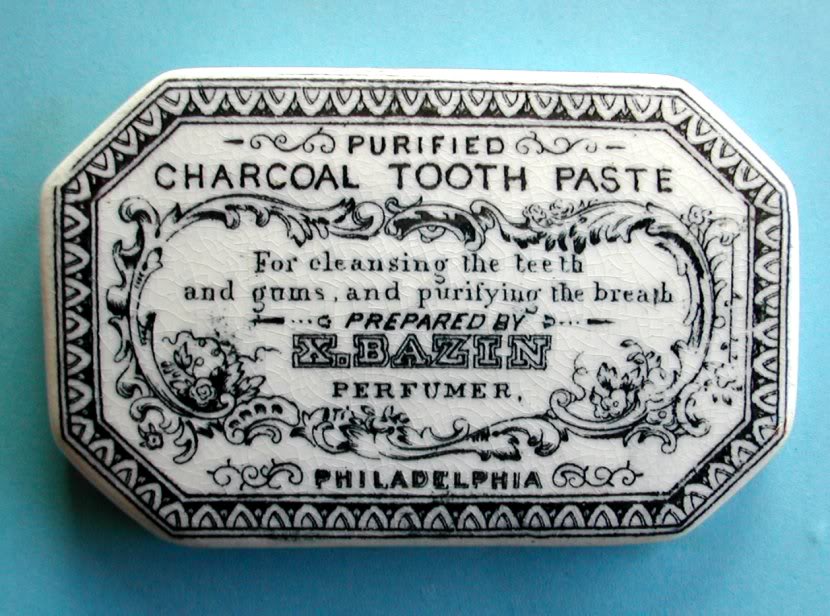 PURIFIED
CHARCOAL TOOTH PASTE
For cleansing the teeth
and gums, and purifying the breath
PREPARED BY
X. BAZIN
PERFUMER,
PHILADELPHIA